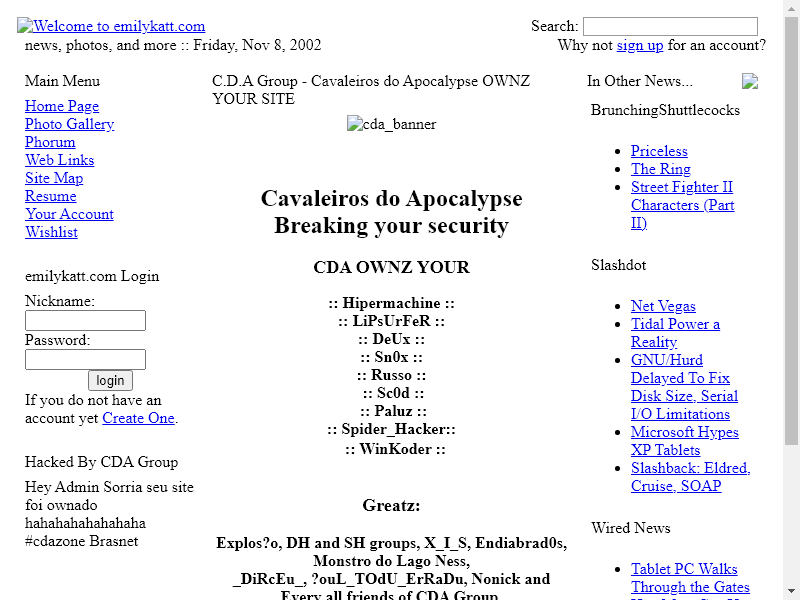 Welcome to emilykatt.com
Search:
news, photos, and more :: Friday, Nov 8, 2002
Why not sign up for an account?
Main Menu
Home Page
Photo Gallery
Phorum
Web Links
Site Map
Resume
Your Account
Wishlist
emilykatt.com Login
Nickname:
Password:
login
If you do not have an
account yet Create One.
Hacked By CDA Group
Hey Admin Sorria seu site
foi ownado
hahahahahahahaha
#cdazone Brasnet
C.D.A Group - Cavaleiros do Apocalypse OWNZ
YOUR SITE
cda_banner
Cavaleiros do Apocalypse
Breaking your security
CDA OWNZ YOUR
:: Hipermachine ::
:: LiPsUrFeR ::
:: DeUx ::
:: Sn0x ::
:: Russo ::
:: Sc0d ::
:: Paluz ::
:: Spider_Hacker::
:: WinKoder ::
Greatz:
Explos?o, DH and SH groups, X_I_S, Endiabrad0s,
Monstro do Lago Ness,
_DiRcEu_, ?ouL_TOdU_ErRaDu, Nonick and
Every all friends of CDA Group
In Other News...
BrunchingShuttlecocks
Priceless
The Ring
Street Fighter II
Characters (Part
II)
Slashdot
Net Vegas
Tidal Power a
Reality
GNU/Hurd
Delayed To Fix
Disk Size, Serial
I/O Limitations
Microsoft Hypes
XP Tablets
Slashback: Eldred,
Cruise, SOAP
Wired News
Tablet PC Walks
Through the Gates